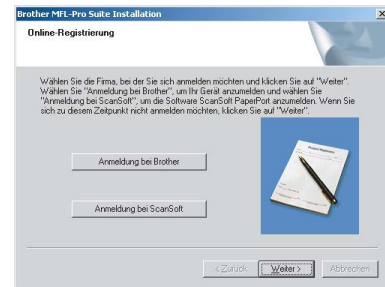 Brother MFL-Pro Suite Installation
Online-Registrierung
Wählen Sie die Firma, bei der Sie sich anmelden möchten und klicken Sie auf "Weiter".
Wählen Sie "Anmeldung bei Brother", um Ihr Gerät anzumelden und wählen Sie
"Anmeldung bei ScanSoft", um die Software ScanSoft PaperPort anzumelden. Wenn Sie
sich zu diesem Zeitpunkt nicht anmelden möchten, klicken Sie auf "Weiter".
Anmeldung bei Brother
Anmeldung bei ScanSoft
< Zurück
Weiter >
Abbrechen